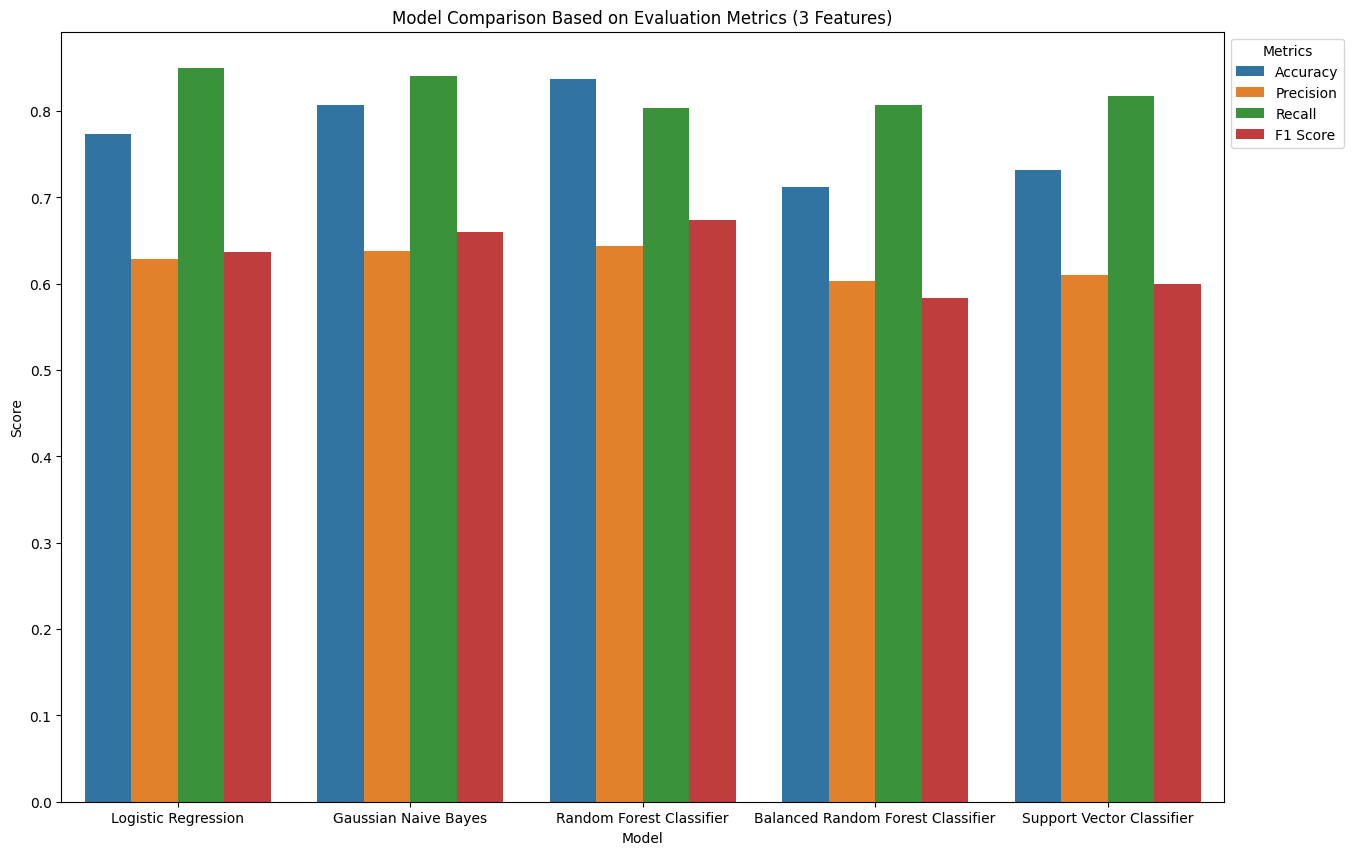 Model Comparison Based on Evaluation Metrics (3 Features)
Metrics
Accuracy
Precision
Recall
F1 Score
Score
0.8
0.7
0.6
0.5
0.4
0.3
0.2
0.1
0.0
Logistic Regression
Gaussian Naive Bayes
Random Forest Classifier
Balanced Random Forest Classifier
Support Vector Classifier
Model